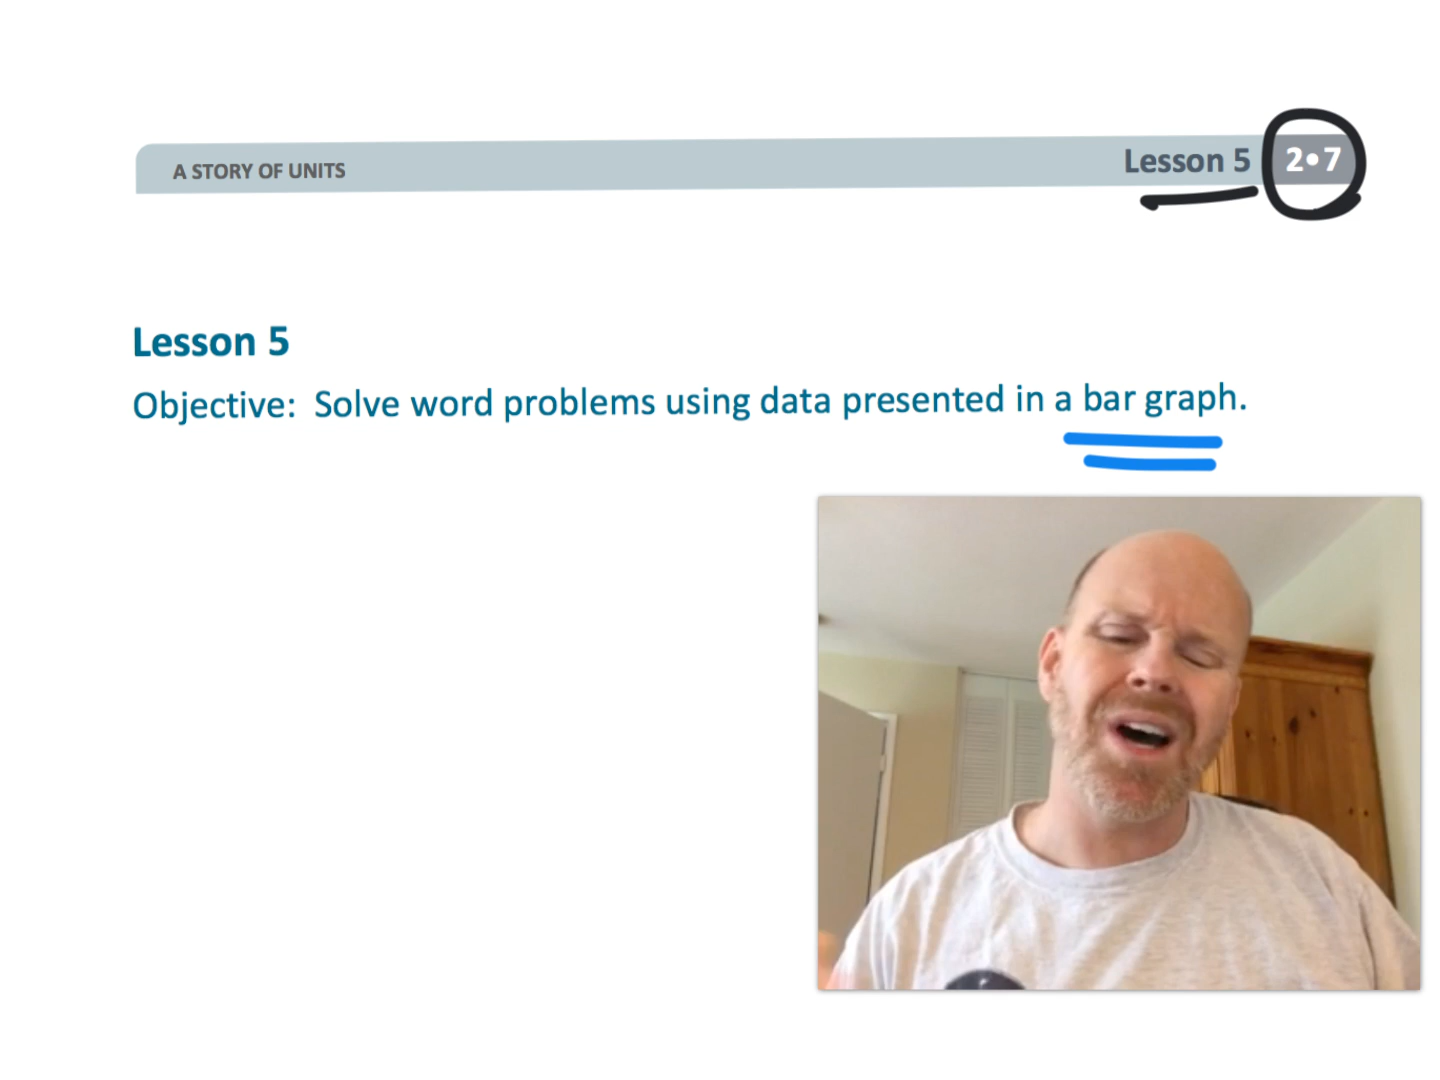 A STORY OF UNITS
Lesson 5 2•7
Lesson 5
Objective: Solve word problems using data presented in a bar graph.